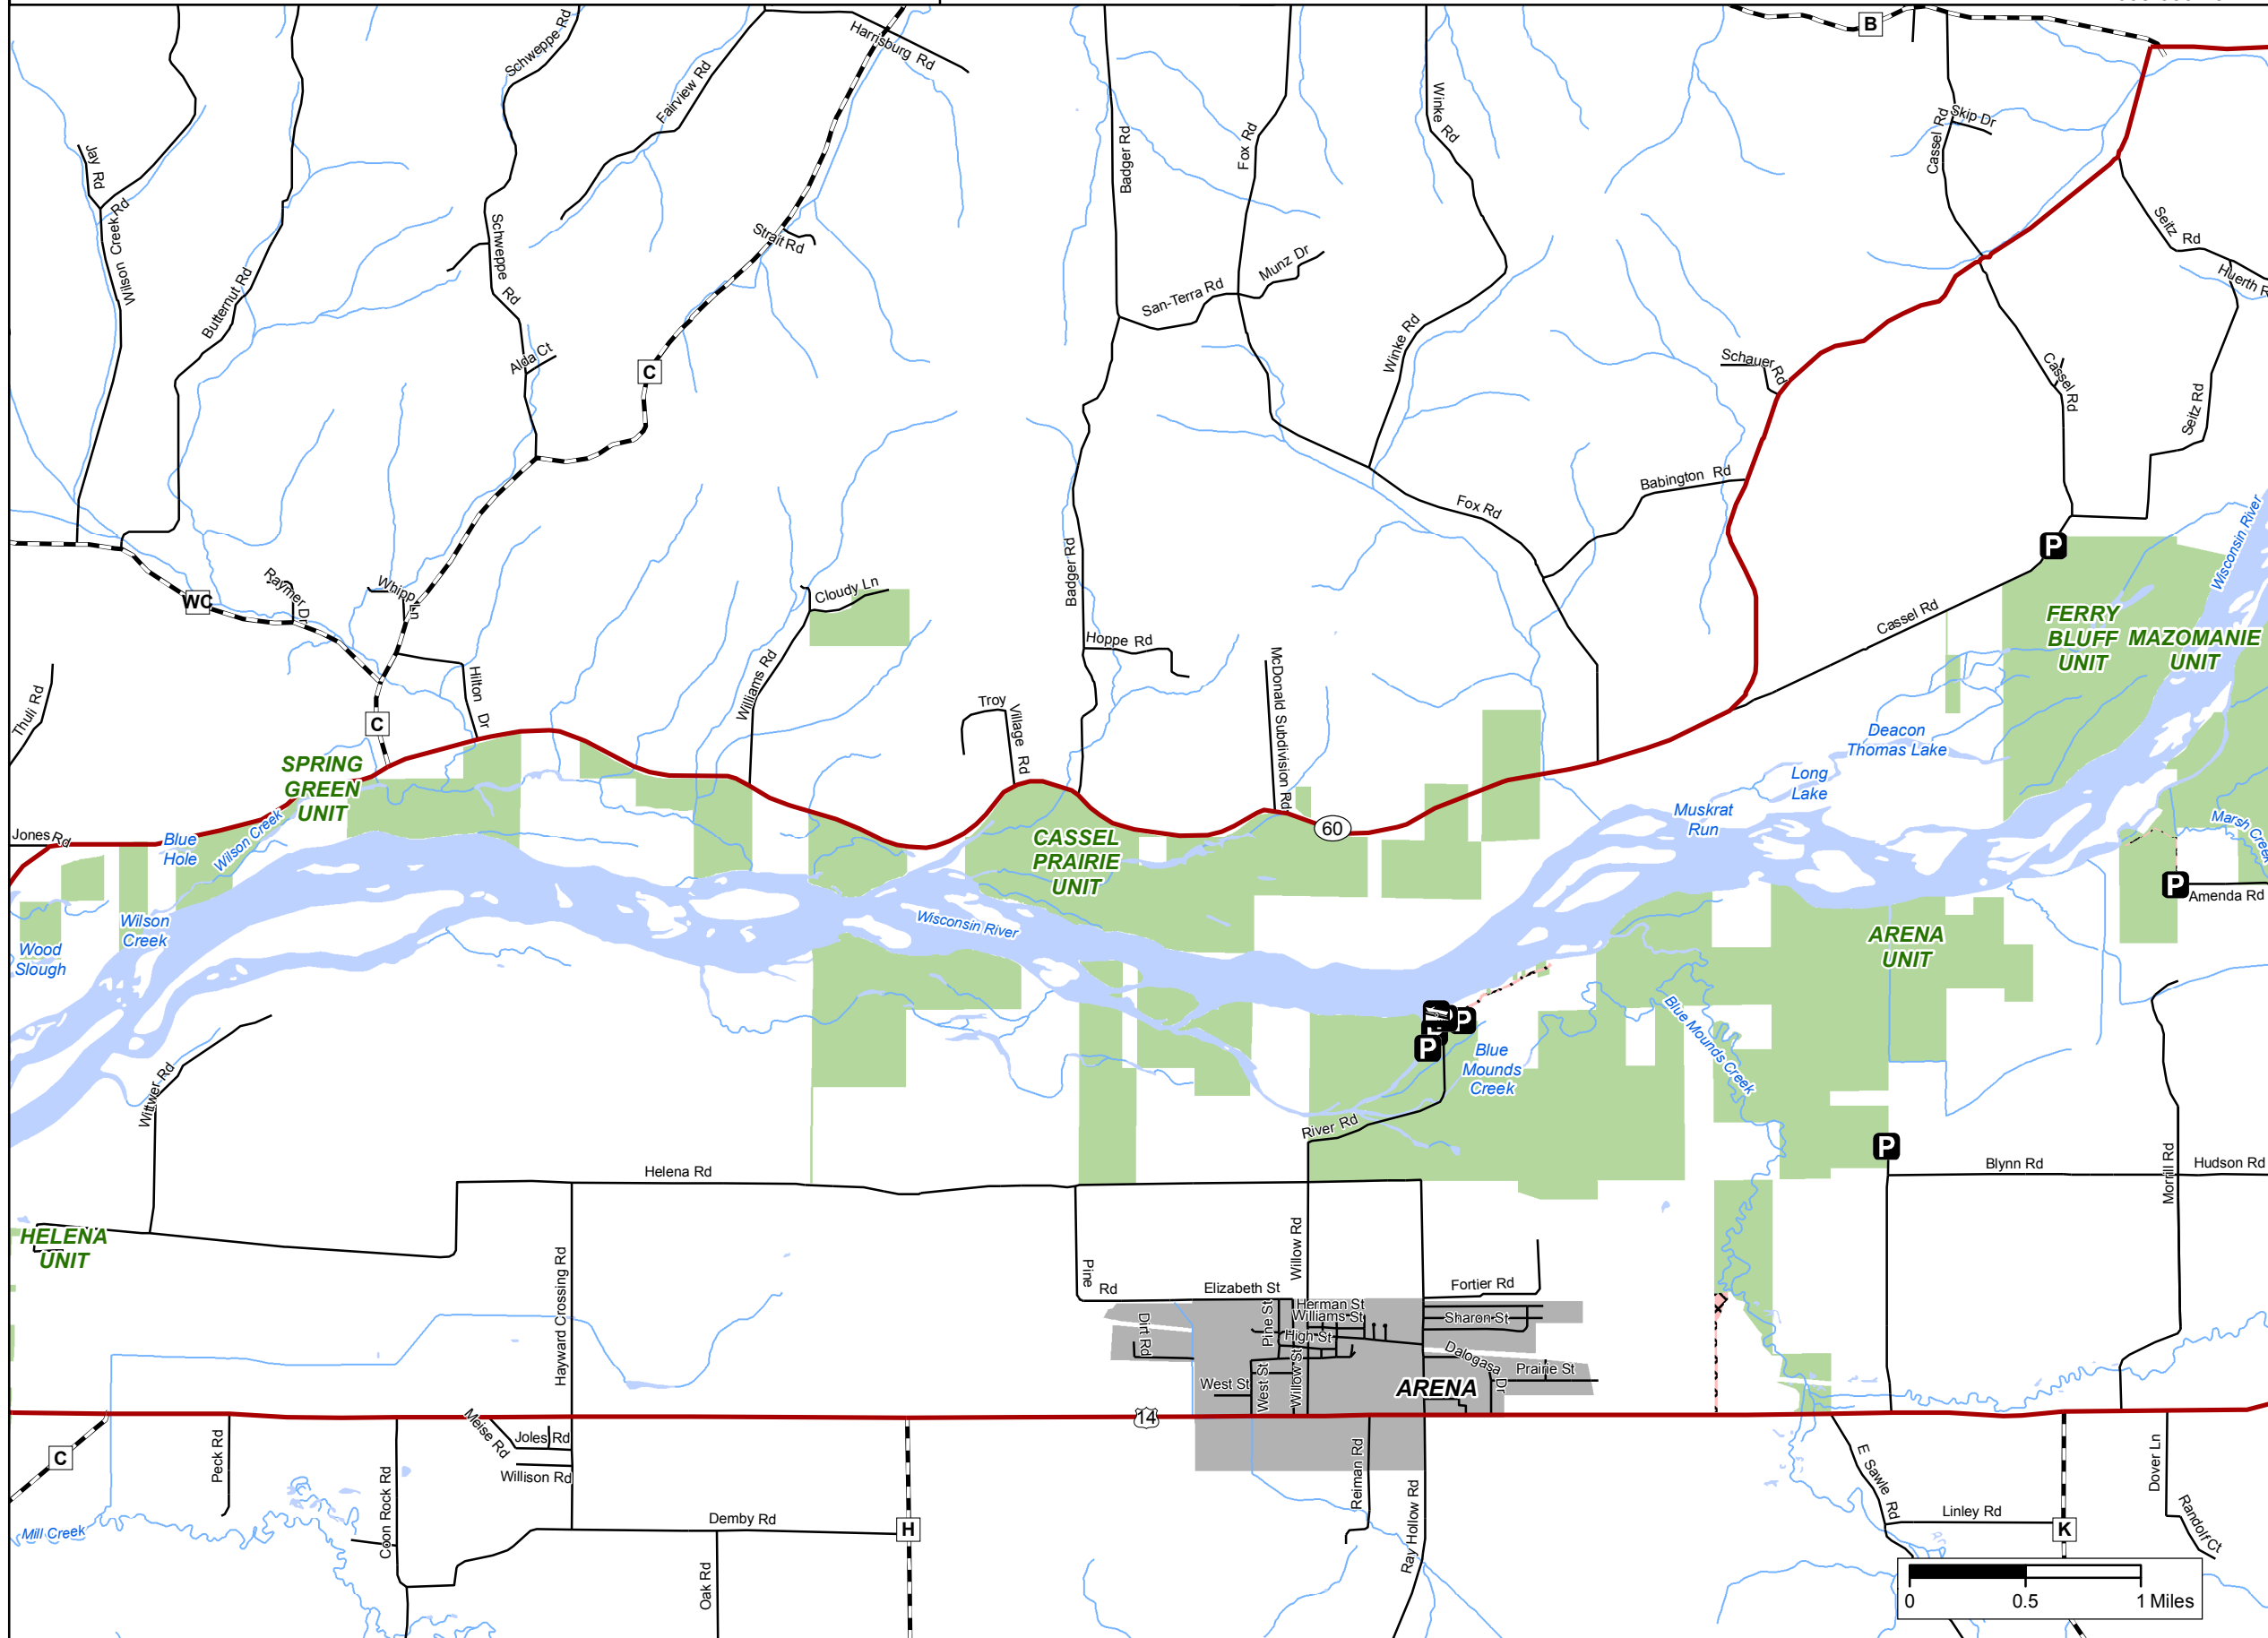 B
Harrisburg Rd
Schweppe Rd
Fairview Rd
Winke Rd
Skip Dr
Cassel Rd
Jay Rd
Badger Rd
Fox Rd
Wilson Creek Rd
Seitz Rd
Huerth R
Schweppe Rd
Strait Rd
Munz Dr
San-Terra Rd
Butternut Rd
Winke Rd
Alda Ct
C
Schauer Rd
Cassel Rd
Seitz Rd
Babington Rd
Fox Rd
Wisconsin River
P
Badger Rd
WC
Raymer Dr
Whipp Ln
Cloudy Ln
Cassel Rd
FERRY
BLUFF
UNIT
MAZOMANIE
UNIT
Hoppe Rd
McDonald Subdivision Rd
Williams Rd
Hilton Dr
Thuli Rd
C
Troy Village Rd
Deacon
Thomas Lake
Long
Lake
Muskrat
Run
SPRING
GREEN
UNIT
60
Jones Rd
Blue
Hole
Wilson Creek
CASSEL
PRAIRIE
UNIT
Marsh Creek
P
Amenda Rd
Wilson
Creek
Wisconsin River
Wood
Slough
ARENA
UNIT
P
P
Blue
Mounds
Creek
Blue Mounds Creek
Wittwer Rd
River Rd
P
Helena Rd
Blynn Rd
Hudson Rd
Morrill Rd
HELENA
UNIT
Willow Rd
Hayward Crossing Rd
Pine Rd
Elizabeth St
Fortier Rd
Herman St
Williams St
Sharon St
Dirt Rd
Pine St
High St
Dalogasa Dr
Prairie St
West St
West St
Willow St
ARENA
14
C
Peck Rd
Meise Rd
Joles Rd
Willison Rd
Coon Rock Rd
Reiman Rd
Ray Hollow Rd
E Sawle Rd
Dover Ln
Randolf Ct
Linley Rd
K
Mill Creek
Demby Rd
H
Oak Rd
0 0.5 1 Miles